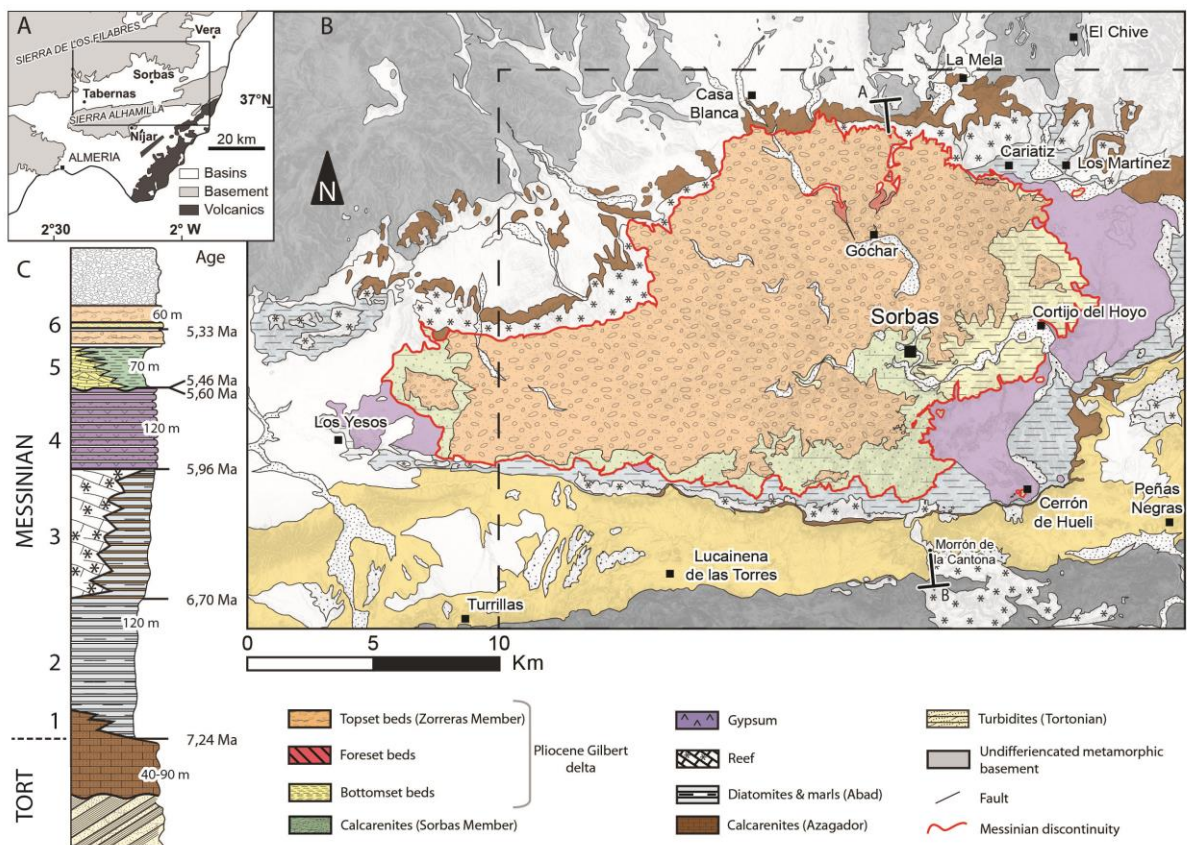 A
SIERRA DE LOS FILABRES
Vera
Sorbas
Tabernas
SIERRA ALHAMILLA
Níjar
ALMERIA
37°N
20 km
Basins
Basement
Volcanics
2°30
2° W
B
El Chive
La Mela
Casa
Blanca
A
Cariatiz
Los Martínez
N
Góchar
Sorbas
Cortijo del Hoyo
Los Yesos
Cerrón
de Hueli
Peñas
Negras
Morrón de
la Cantona
B
Lucainena
de las Torres
Turrillas
0
5
10
Km
C
Age
6
60 m
5,33 Ma
5
70 m
5,46 Ma
5,60 Ma
4
120 m
5,96 Ma
MESSINIAN
3
6,70 Ma
120 m
2
1
7,24 Ma
TORT
40-90 m
Topset beds (Zorreras Member)
Foreset beds
Bottomset beds
Pliocene Gilbert
delta
Calcarenites (Sorbas Member)
Gypsum
Reef
Diatomites & marls (Abad)
Calcarenites (Azagador)
Turbidites (Tortonian)
Undifferencated metamorphic
basement
Fault
Messinian discontinuity